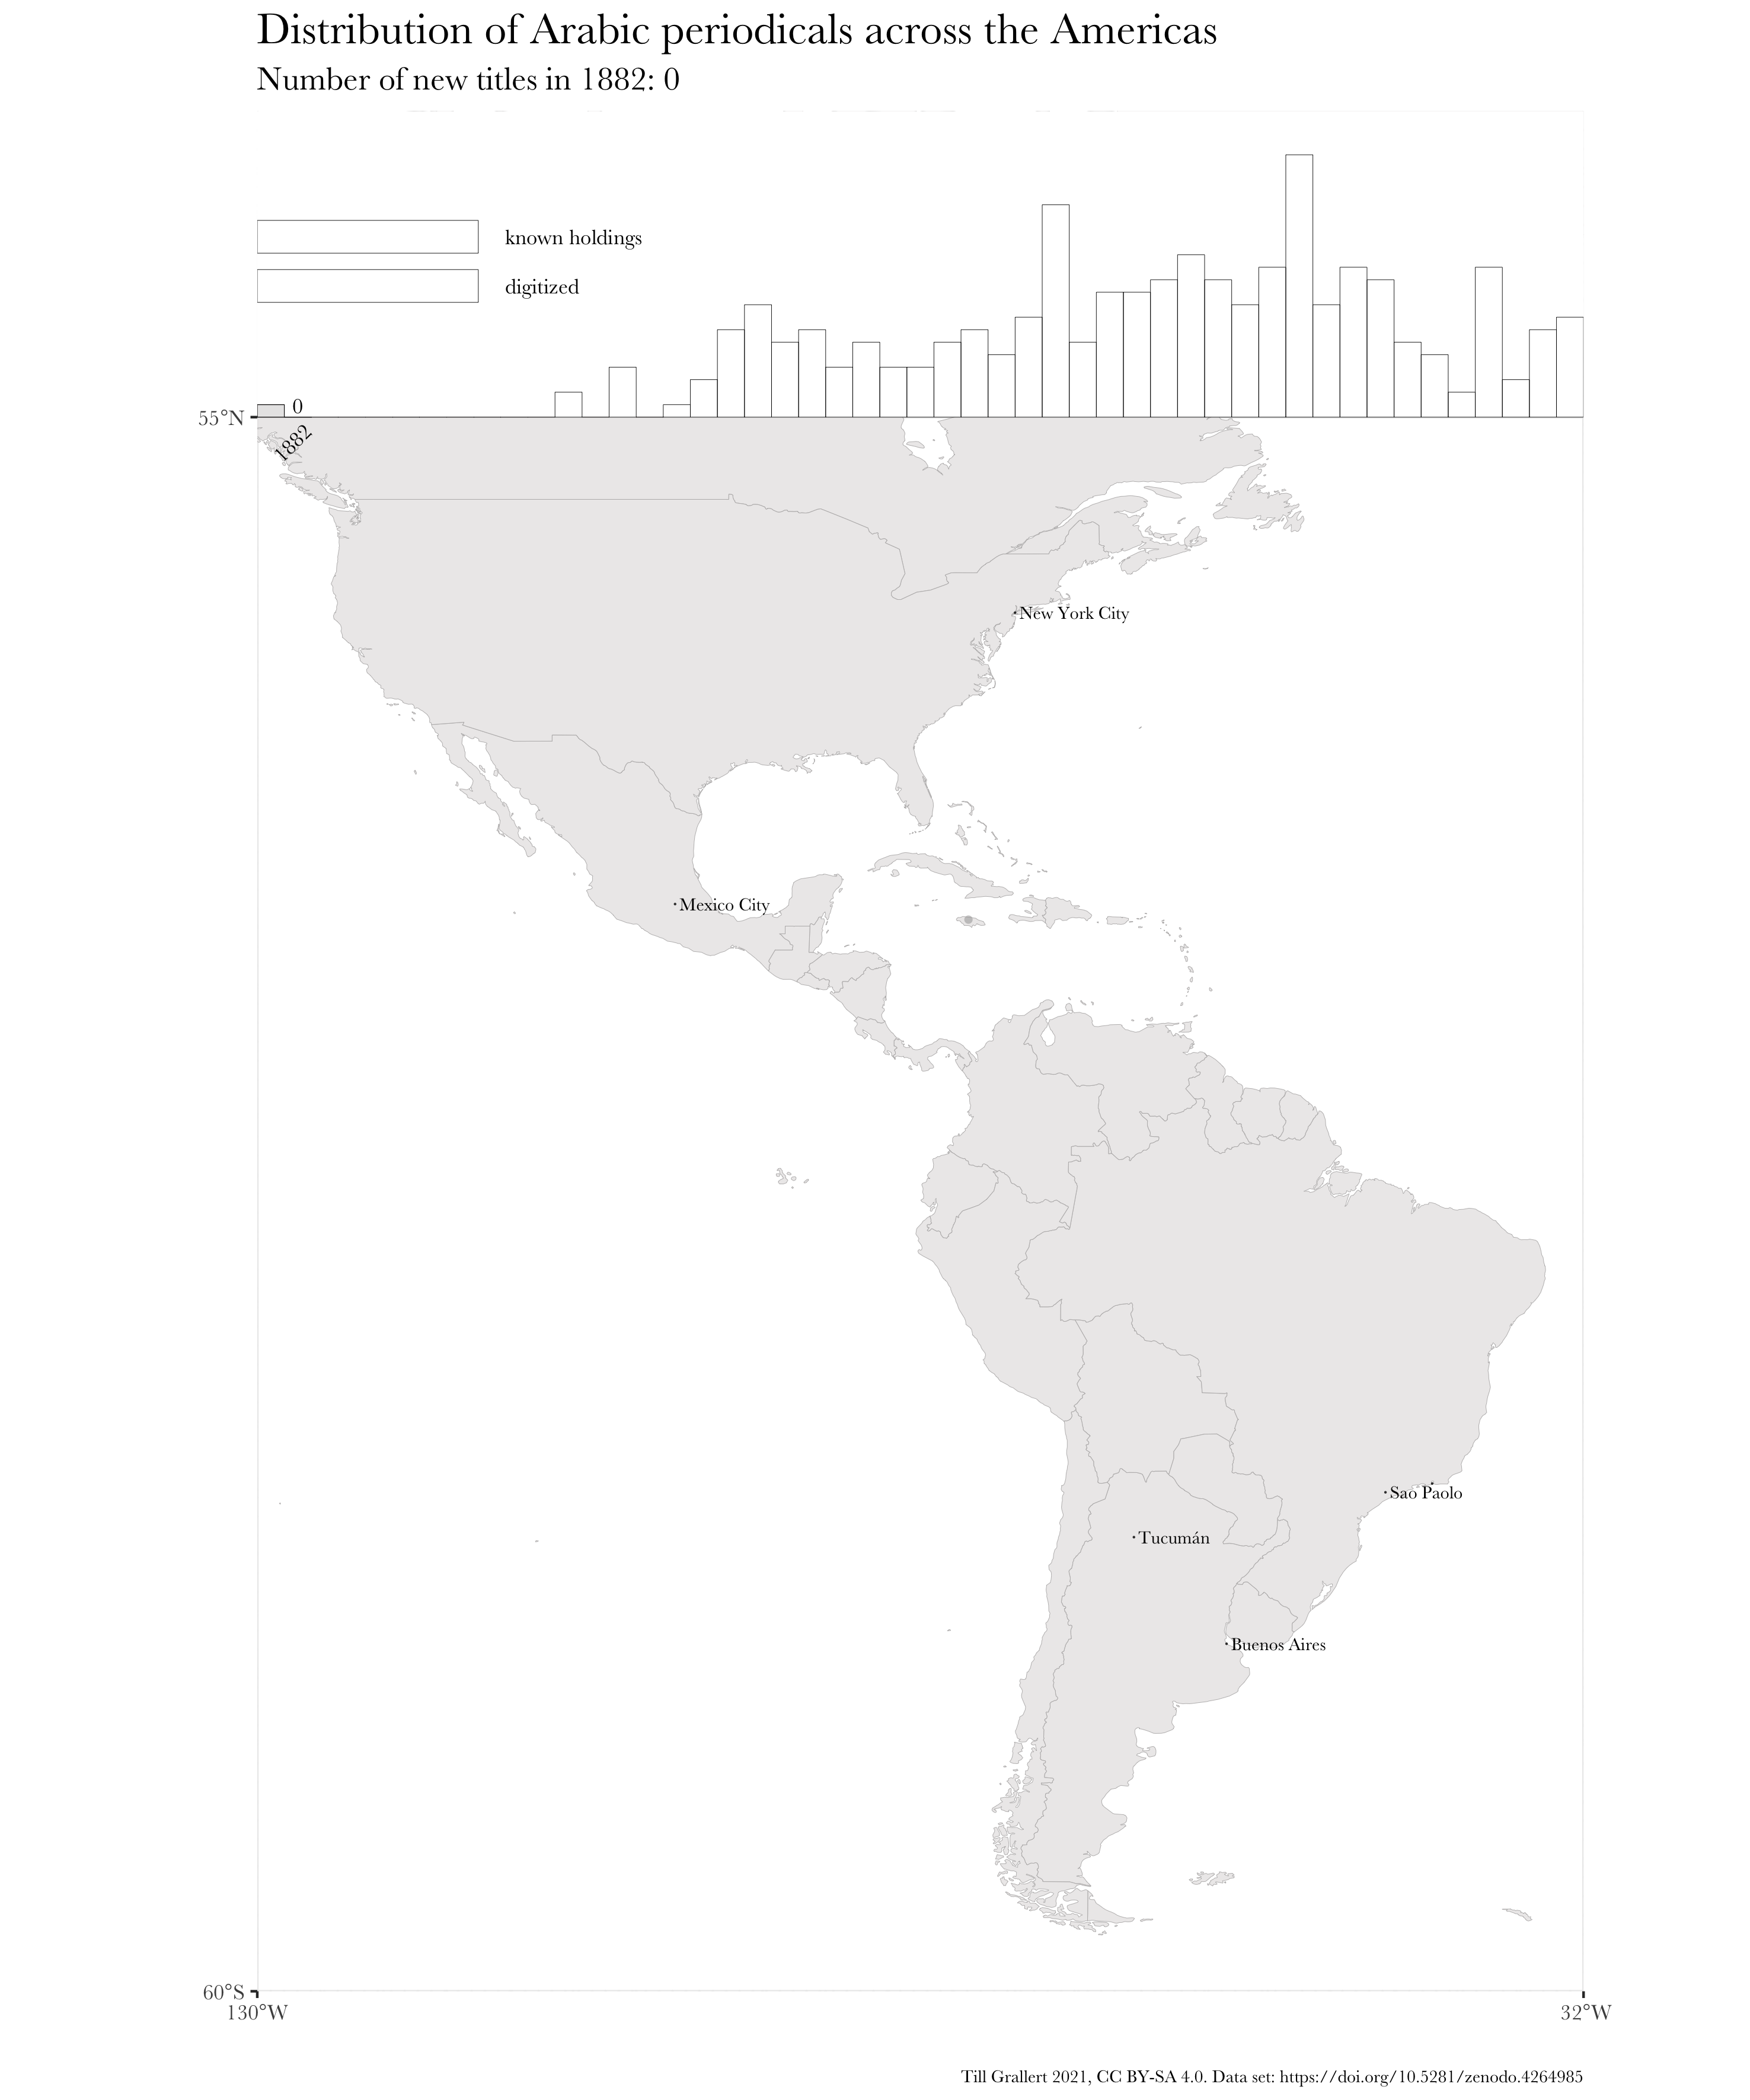 Distribution of Arabic periodicals across the Americas
Number of new titles in 1882: 0
known holdings
digitized
0
55°N
1882
New York City
Mexico City
Sao Paolo
Tucumán
Buenos Aires
60°S
130°W
32°W
Till Grallert 2021, CC BY-SA 4.0. Data set: https://doi.org/10.5281/zenodo.4264985